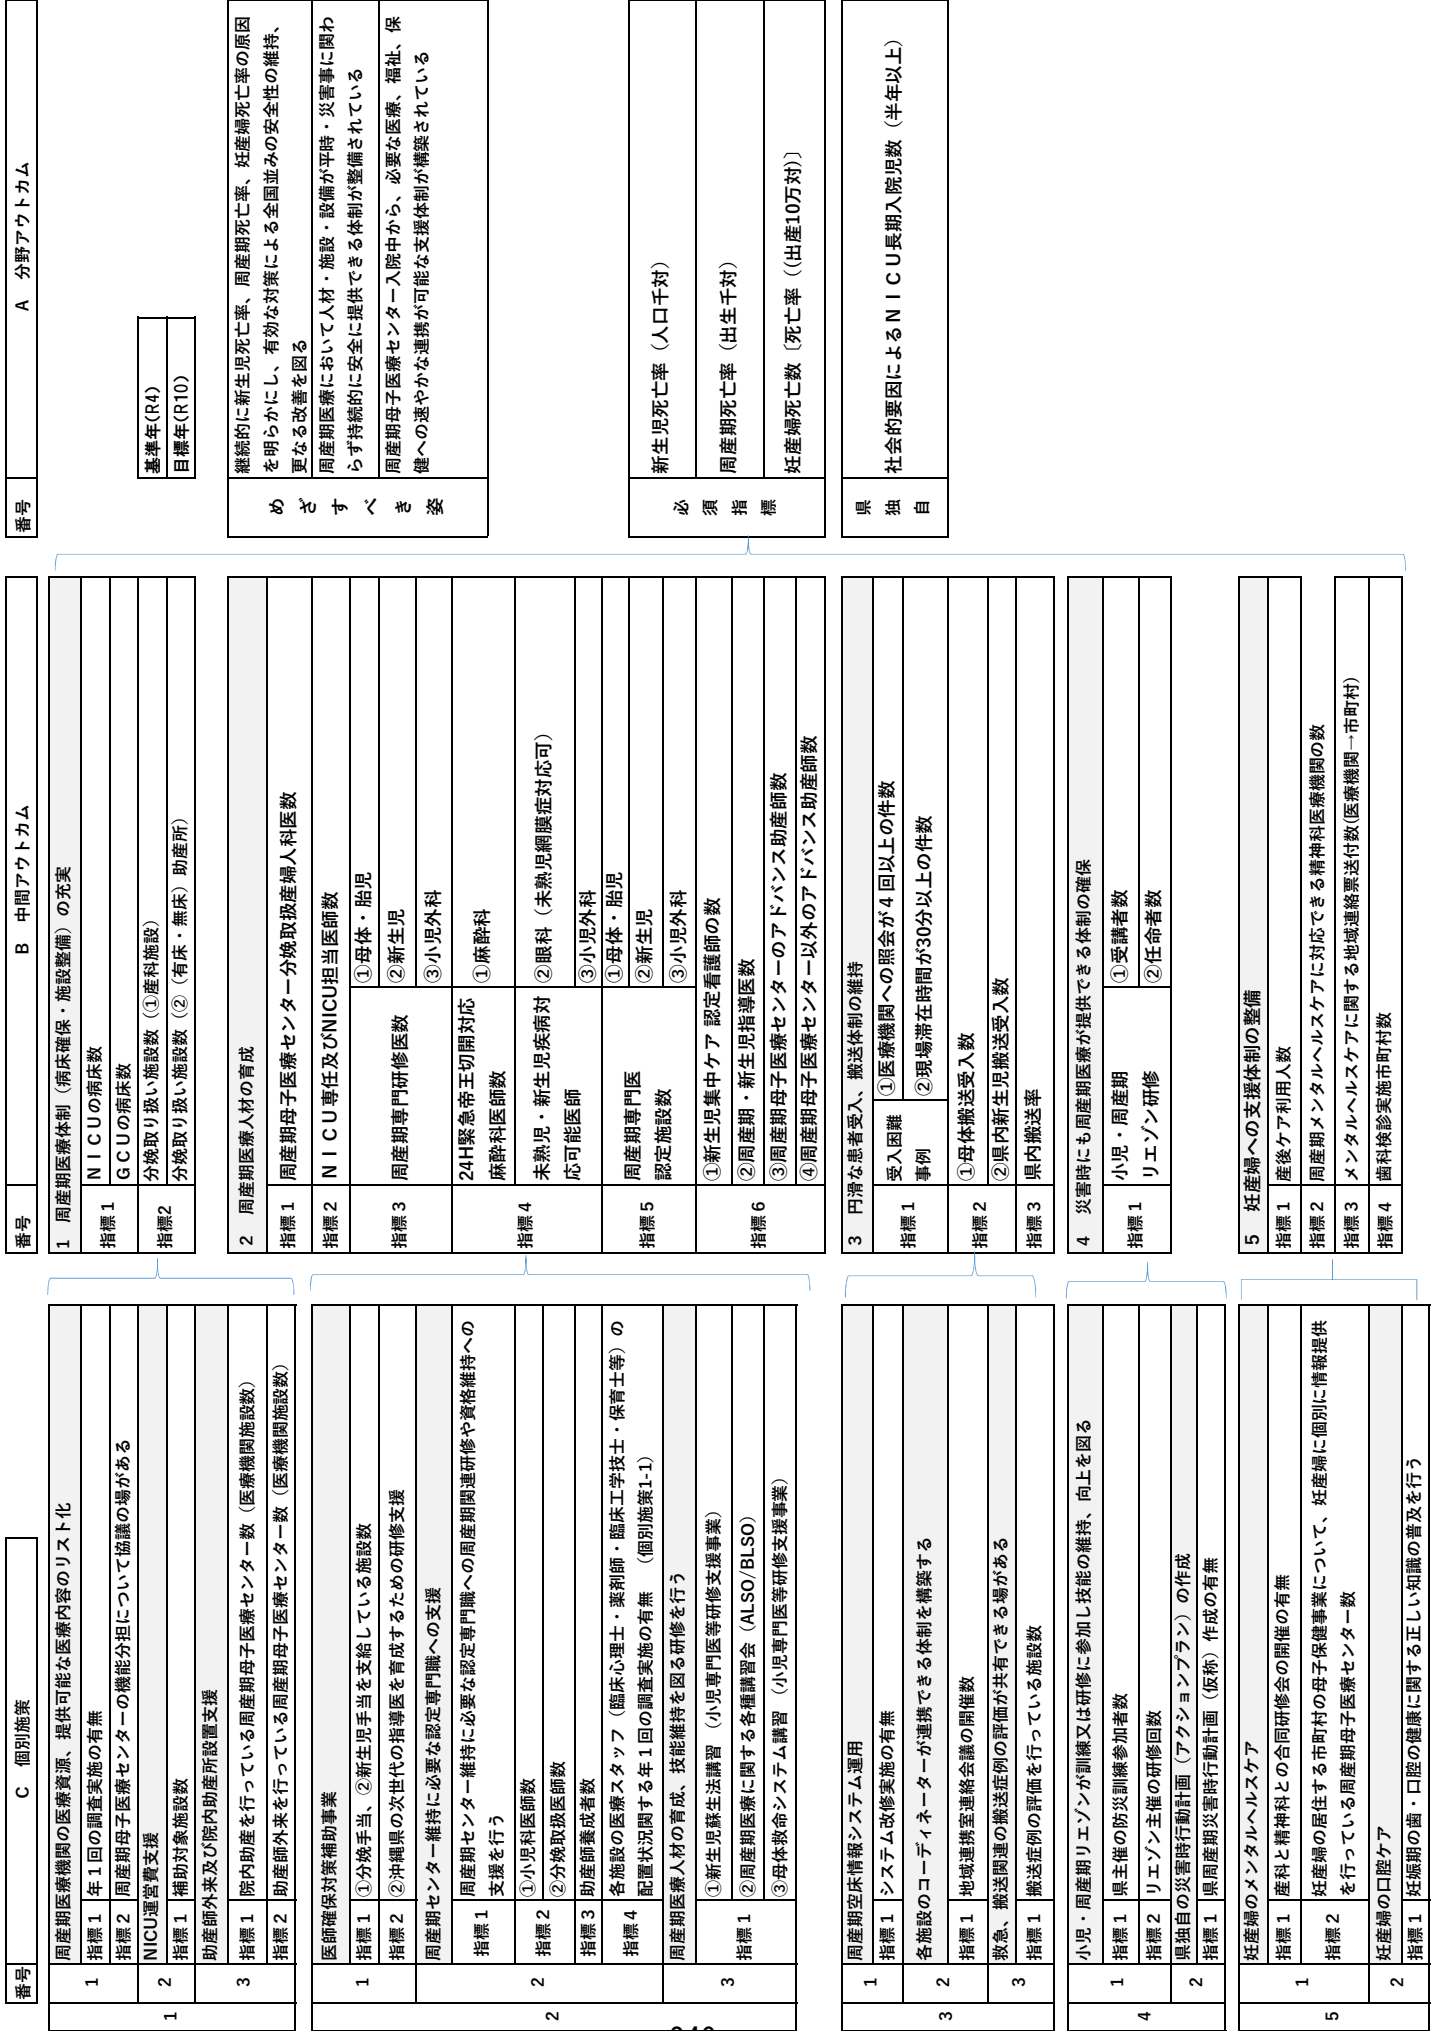 番号
C　個別施策
1
1
周産期医療機関の医療資源、提供可能な医療内容のリスト化
指標１
年１回の調査実施の有無
指標２
周産期母子医療センターの機能分担について協議の場がある
2
NICU運営費支援
指標１
補助対象施設数
3
助産師外来及び院内助産所設置支援
指標１
院内助産を行っている周産期母子医療センター数（医療機関施設数）
指標２
助産師外来を行っている周産期母子医療センター数（医療機関施設数）
2
1
医師確保対策補助事業
指標１
①分娩手当、②新生児手当を支給している施設数
指標２
②沖縄県の次世代の指導医を育成するための研修支援
2
周産期センター維持に必要な認定専門職への支援
指標１
周産期センター維持に必要な認定専門職への周産期関連研修や資格維持への
支援を行う
指標２
①小児科医師数
②分娩取扱医師数
指標３
助産師養成者数
指標４
各施設の医療スタッフ（臨床心理士・薬剤師・臨床工学技士・保育士等）の
配置状況関する年１回の調査実施の有無　（個別施策1-1）
3
周産期医療人材の育成、技能維持を図る研修を行う
指標１
①新生児蘇生法講習　（小児専門医等研修支援事業）
②周産期医療に関する各種講習会（ALSO/BLSO）
③母体救命システム講習　（小児専門医等研修支援事業）
3
1
周産期空床情報システム運用
指標１
システム改修実施の有無
2
各施設のコーディネーターが連携できる体制を構築する
指標１
地域連携室連絡会議の開催数
3
救急、搬送関連の搬送症例の評価が共有できる場がある
指標１
搬送症例の評価を行っている施設数
4
1
小児・周産期リエゾンが訓練又は研修に参加し技能の維持、向上を図る
指標１
県主催の防災訓練参加者数
指標２
リエゾン主催の研修回数
2
県独自の災害時行動計画（アクションプラン）の作成
指標１
県周産期災害時行動計画（仮称）作成の有無
5
1
妊産婦のメンタルヘルスケア
指標１
産科と精神科との合同研修会の開催の有無
指標２
妊産婦の居住する市町村の母子保健事業について、妊産婦に個別に情報提供
を行っている周産期母子医療センター数
2
妊産婦の口腔ケア
指標１
妊娠期の歯・口腔の健康に関する正しい知識の普及を行う
番号
B　中間アウトカム
1　周産期医療体制（病床確保・施設整備）の充実
指標１
ＮＩＣＵの病床数
GＣＵの病床数
指標2
分娩取り扱い施設数（①産科施設）
分娩取り扱い施設数（②（有床・無床）助産所）
2　周産期医療人材の育成
指標１
周産期母子医療センター分娩取扱産婦人科医数
指標２
ＮＩＣＵ専任及びNICU担当医師数
指標３
周産期専門研修医数
①母体・胎児
②新生児
③小児外科
指標４
24H緊急帝王切開対応
麻酔科医師数
①麻酔科
未熟児・新生児疾病対
応可能医師
②眼科（未熟児網膜症対応可）
③小児外科
指標５
周産期専門医
認定施設数
①母体・胎児
②新生児
③小児外科
指標６
①新生児集中ケア 認定看護師の数
②周産期・新生児指導医数
③周産期母子医療センターのアドバンス助産師数
④周産期母子医療センター以外のアドバンス助産師数
3　円滑な患者受入、搬送体制の維持
指標１
受入困難
事例
①医療機関への照会が４回以上の件数
②現場滞在時間が30分以上の件数
指標２
①母体搬送受入数
②県内新生児搬送受入数
指標３
県内搬送率
4　災害時にも周産期医療が提供できる体制の確保
指標１
小児・周産期
リエゾン研修
①受講者数
②任命者数
5　妊産婦への支援体制の整備
指標１
産後ケア利用人数
指標２
周産期メンタルヘルスケアに対応できる精神科医療機関の数
指標３
メンタルヘルスケアに関する地域連絡票送付数(医療機関→市町村)
指標４
歯科検診実施市町村数
番号
A　分野アウトカム
基準年(R4)
目標年(R10)
めざすべき姿
継続的に新生児死亡率、周産期死亡率、妊産婦死亡率の原因
を明らかにし、有効な対策による全国並みの安全性の維持、
更なる改善を図る
周産期医療において人材・施設・設備が平時・災害事に関わ
らず持続的に安全に提供できる体制が整備されている
周産期母子医療センター入院中から、必要な医療、福祉、保
健への速やかな連携が可能な支援体制が構築されている
必須指標
新生児死亡率（人口千対）
周産期死亡率（出生千対）
妊産婦死亡数〔死亡率（（出産10万対）〕
県独自
社会的要因によるＮＩＣＵ長期入院児数（半年以上）